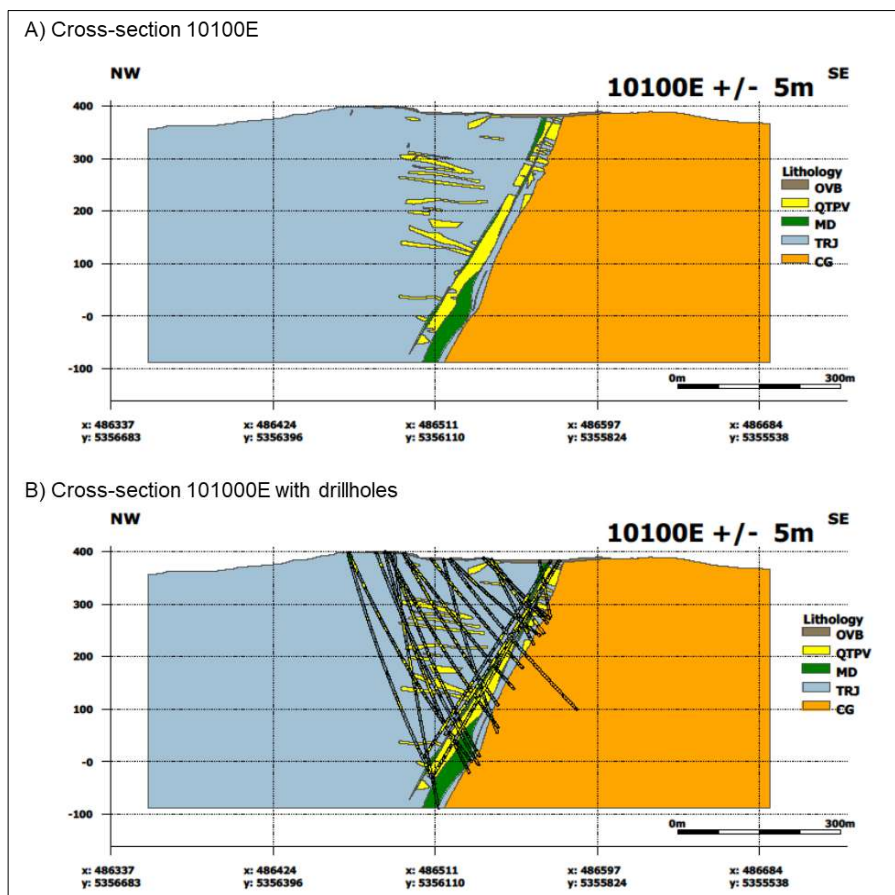 A) Cross-section 10100E
NW
SE
10100E +/- 5m
400
300
200
100
-0
-100
Lithology
OVB
QTPV
MD
TRJ
CG
0m 300m
x: 486337 x: 486424 x: 486511 x: 486597 x: 486684
y: 5356683 y: 5356396 y: 5356110 y: 5355824 y: 5355538
B) Cross-section 101000E with drillholes
NW
SE
10100E +/- 5m
400
300
200
100
-0
-100
Lithology
OVB
QTPV
MD
TRJ
CG
0m 300m
x: 486337 x: 486424 x: 486511 x: 486597 x: 486684
y: 5356683 y: 5356396 y: 5356110 y: 5355824 y: 5355538